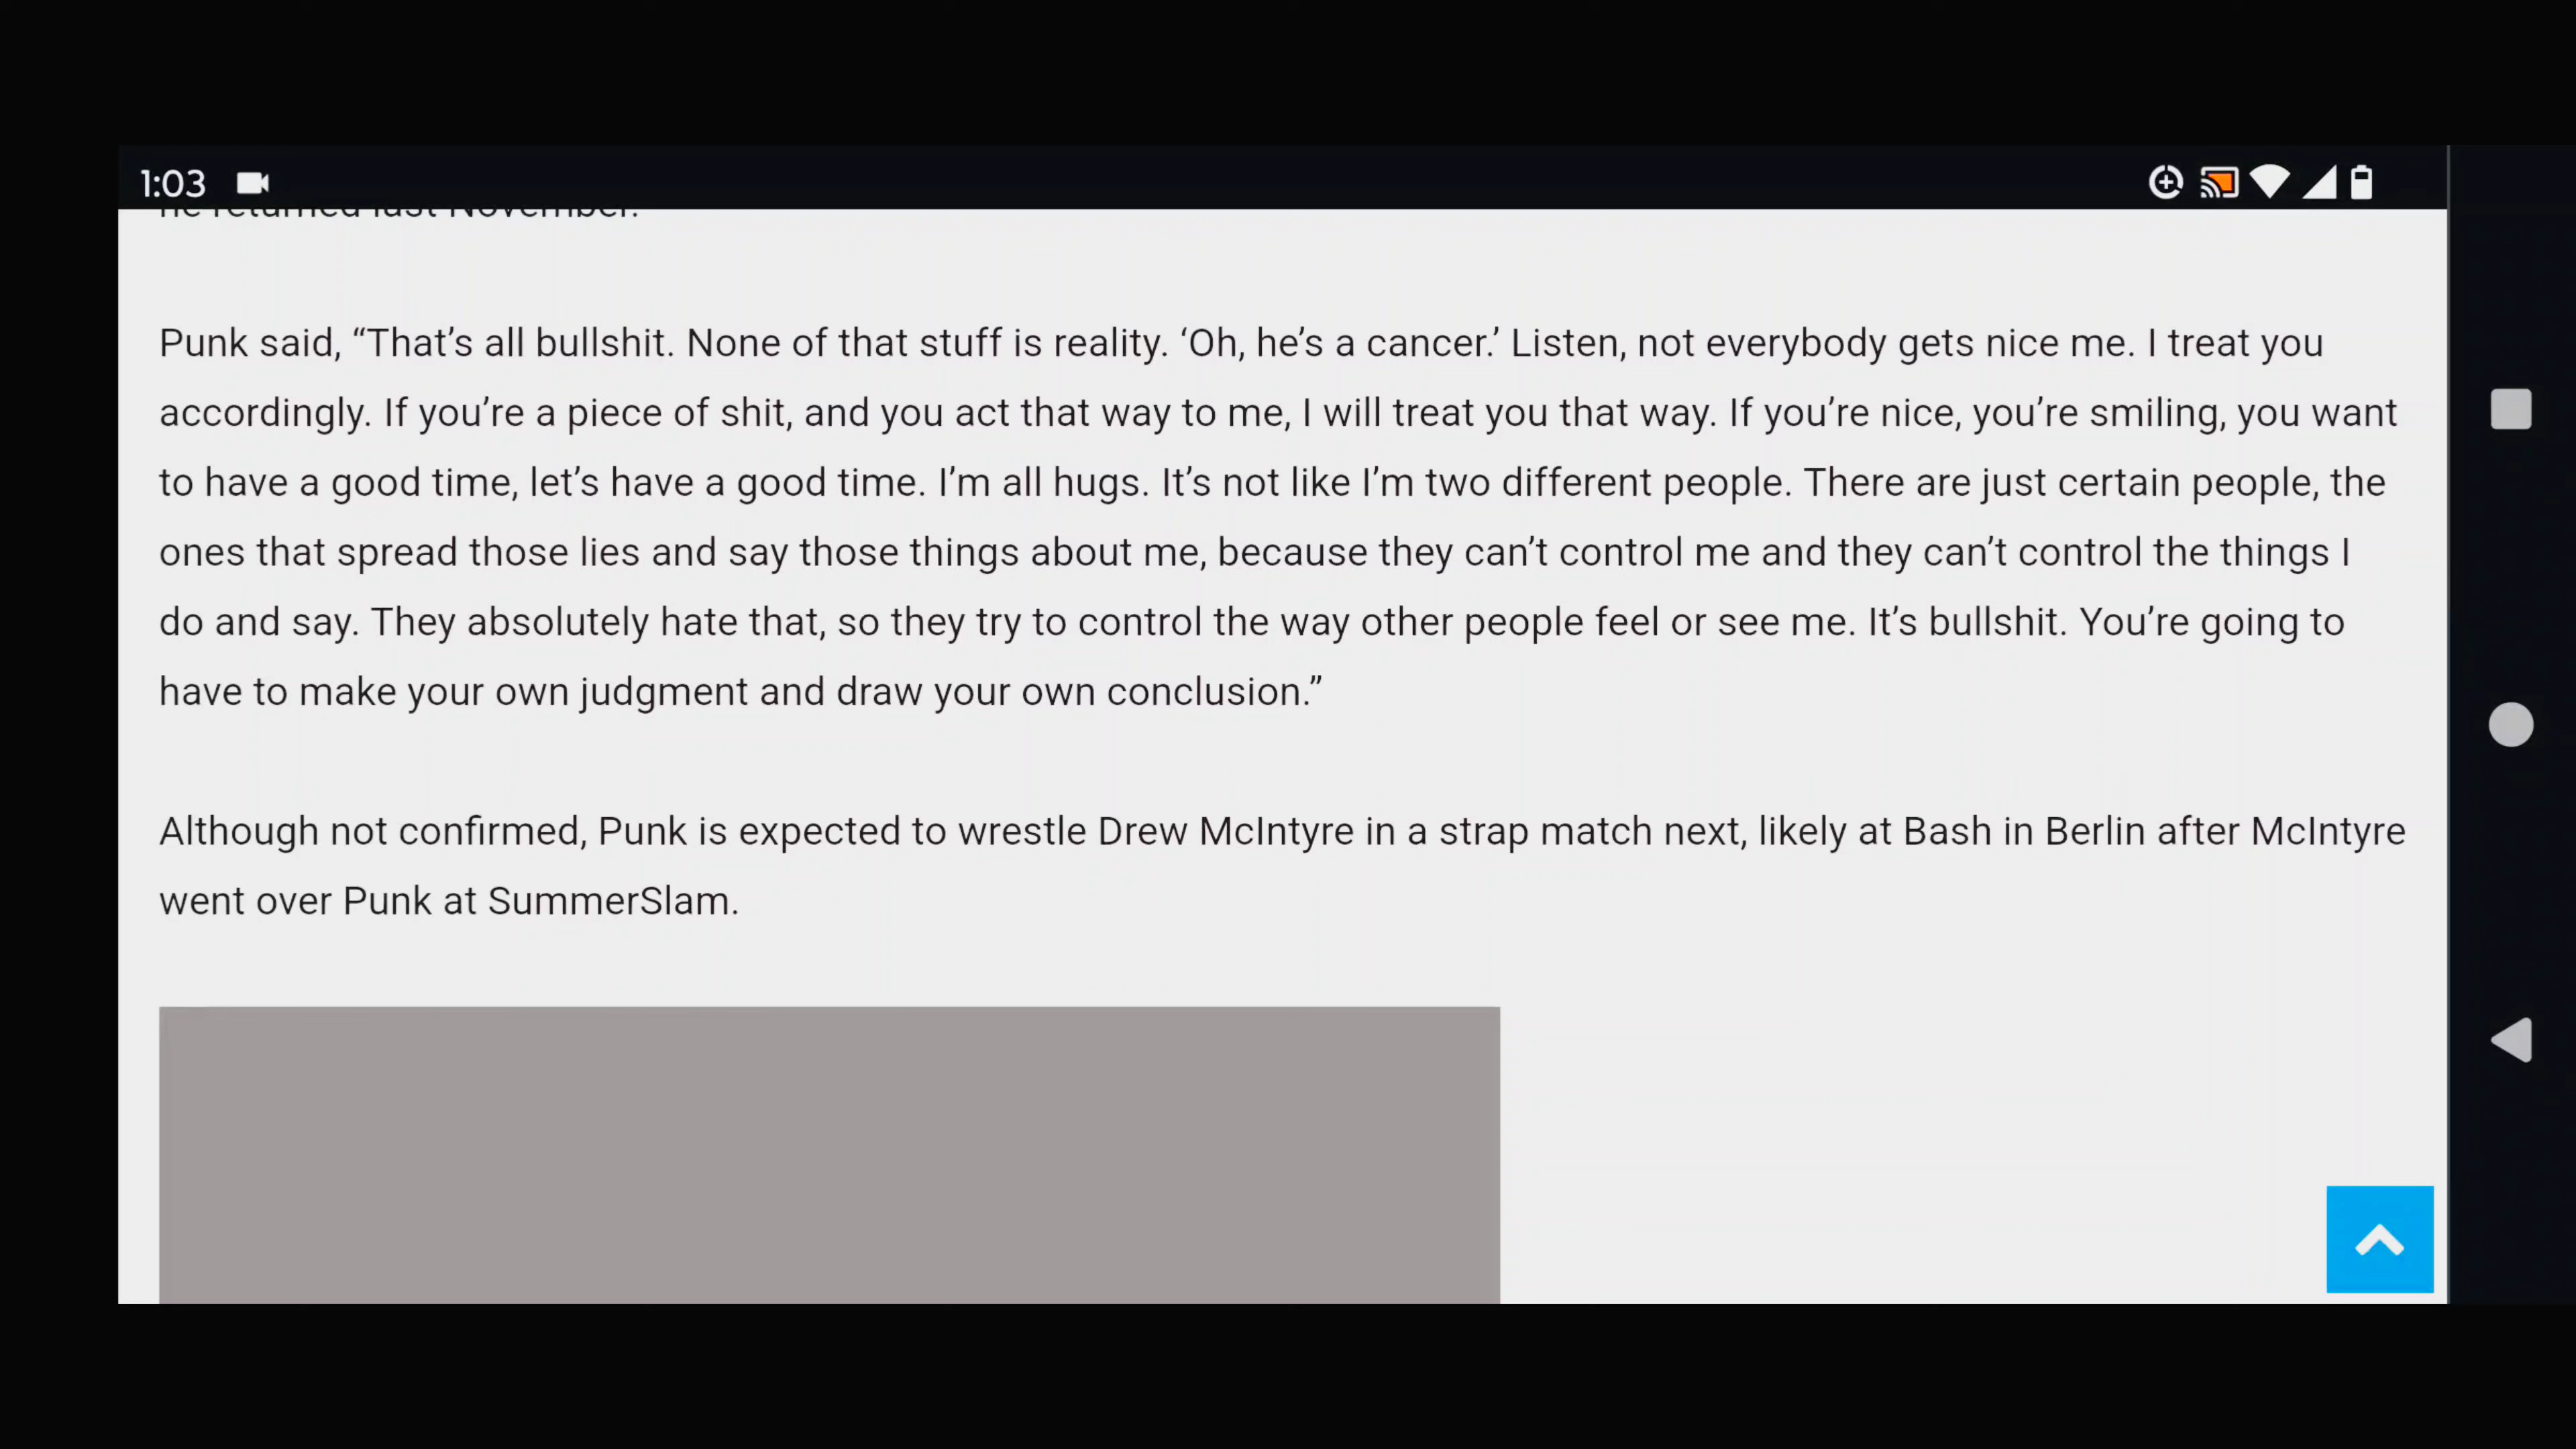 1:03
he returned last November.
Punk said, “That’s all bullshit. None of that stuff is reality. ‘Oh, he’s a cancer.’ Listen, not everybody gets nice me. I treat you
accordingly. If you’re a piece of shit, and you act that way to me, I will treat you that way. If you’re nice, you’re smiling, you want
to have a good time, let’s have a good time. I’m all hugs. It’s not like I’m two different people. There are just certain people, the
ones that spread those lies and say those things about me, because they can’t control me and they can’t control the things I
do and say. They absolutely hate that, so they try to control the way other people feel or see me. It’s bullshit. You’re going to
have to make your own judgment and draw your own conclusion.”
Although not confirmed, Punk is expected to wrestle Drew McIntyre in a strap match next, likely at Bash in Berlin after McIntyre
went over Punk at SummerSlam.